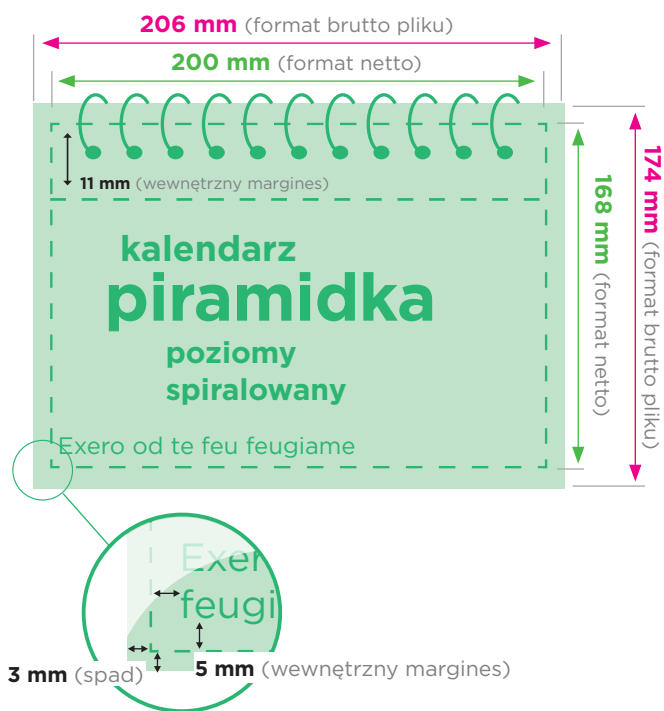 206 mm (format brutto pliku)
200 mm (format netto)
11 mm (wewnętrzny margines)
174 mm (format brutto pliku)
168 mm (format netto)
kalendarz
piramidka
poziomy
spiralowany
Exero od te feu feugiame
Exer
feugi
3 mm (spad)
5 mm (wewnętrzny margines)